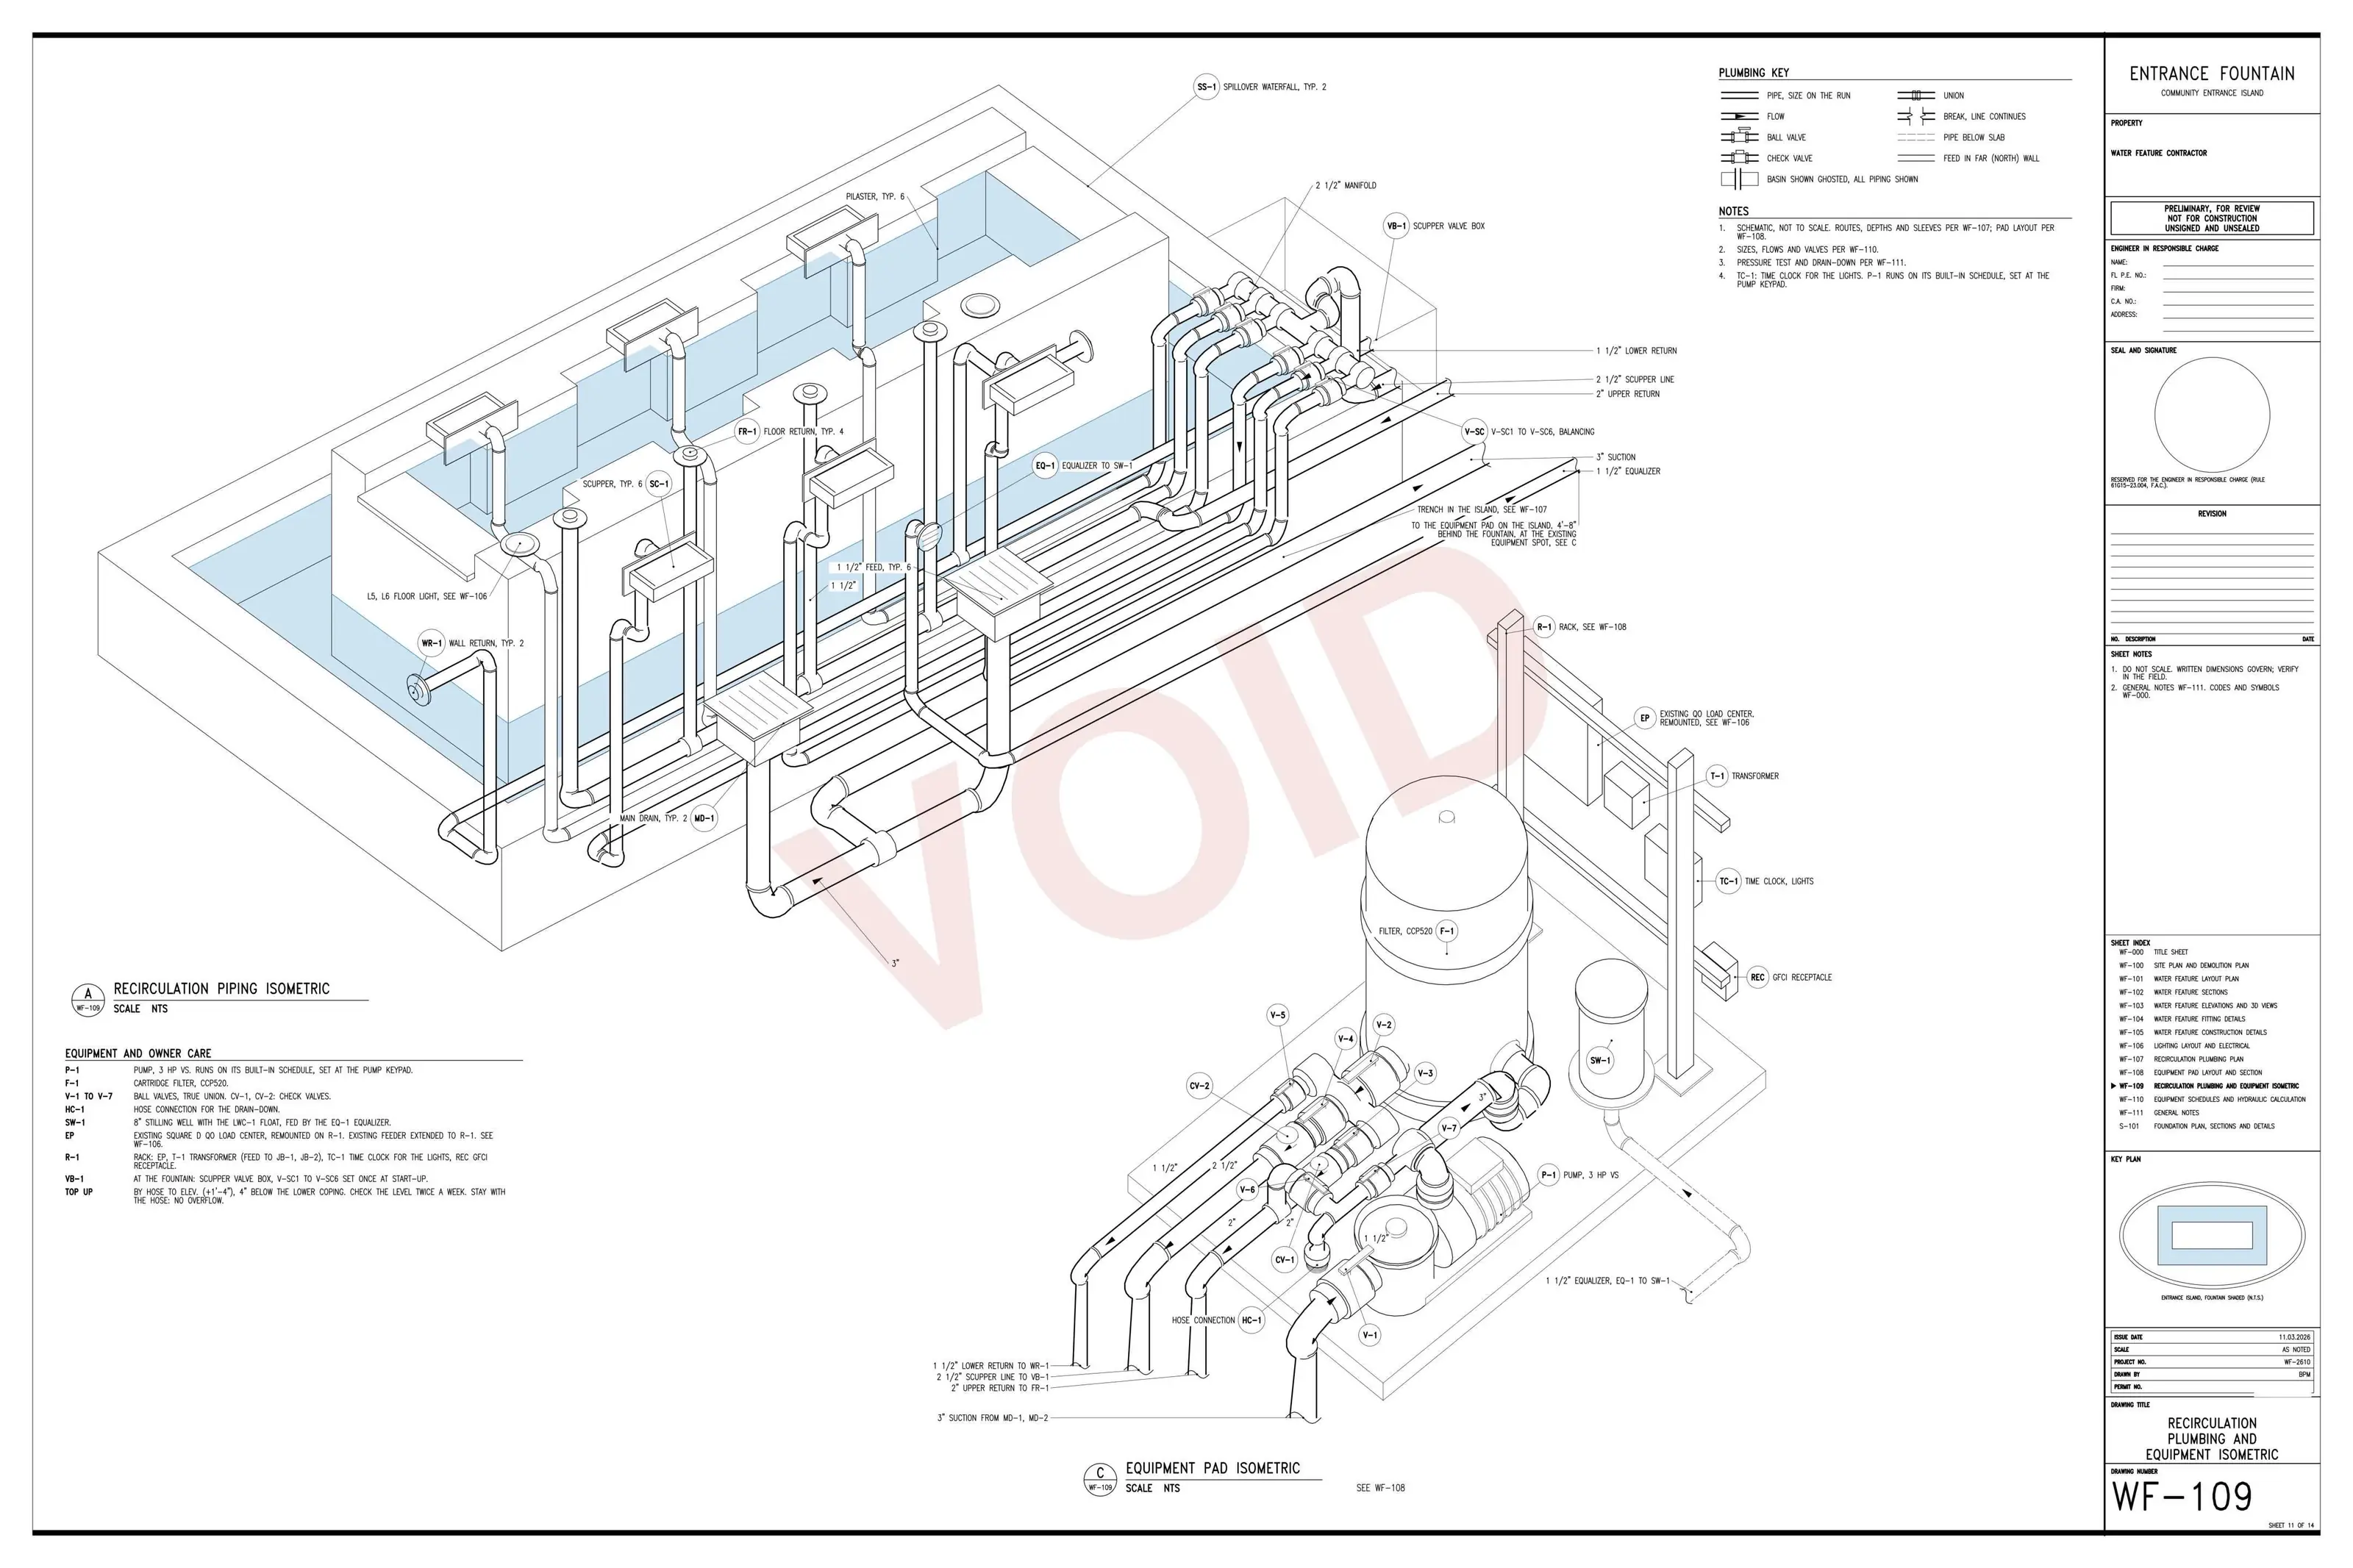 SS-1 SPILLOVER WATERFALL, TYP. 2
PILASTER, TYP. 6
2 1/2" MANIFOLD
VB-1 SCUPPER VALVE BOX
1 1/2" LOWER RETURN
2 1/2" SCUPPER LINE
2" UPPER RETURN
V-SC V-SC1 TO V-SC6, BALANCING
FR-1 FLOOR RETURN, TYP. 4
3" SUCTION
EQ-1 EQUALIZER TO SW-1
1 1/2" EQUALIZER
SCUPPER, TYP. 6 SC-1
TRENCH IN THE ISLAND, SEE WF-107
TO THE EQUIPMENT PAD ON THE ISLAND, 4'-8"
BEHIND THE FOUNTAIN, AT THE EXISTING
EQUIPMENT SPOT, SEE C
1 1/2" FEED, TYP. 6
1 1/2"
L5, L6 FLOOR LIGHT, SEE WF-106
WR-1 WALL RETURN, TYP. 2
MAIN DRAIN, TYP. 2 MD-1
3"
VOID
A
WF-109
RECIRCULATION PIPING ISOMETRIC
SCALE NTS
EQUIPMENT AND OWNER CARE
P-1 PUMP, 3 HP VS. RUNS ON ITS BUILT-IN SCHEDULE, SET AT THE PUMP KEYPAD.
F-1 CARTRIDGE FILTER, CCP520.
V-1 TO V-7 BALL VALVES, TRUE UNION. CV-1, CV-2: CHECK VALVES.
HC-1 HOSE CONNECTION FOR THE DRAIN-DOWN.
SW-1 8" STILLING WELL WITH THE LWC-1 FLOAT, FED BY THE EQ-1 EQUALIZER.
EP EXISTING SQUARE D QO LOAD CENTER, REMOUNTED ON R-1. EXISTING FEEDER EXTENDED TO R-1. SEE
WF-106.
R-1 RACK: EP, T-1 TRANSFORMER (FEED TO JB-1, JB-2), TC-1 TIME CLOCK FOR THE LIGHTS, REC GFCI
RECEPTACLE.
VB-1 AT THE FOUNTAIN: SCUPPER VALVE BOX, V-SC1 TO V-SC6 SET ONCE AT START-UP.
TOP UP BY HOSE TO ELEV. (+1'-4"), 4" BELOW THE LOWER COPING. CHECK THE LEVEL TWICE A WEEK. STAY WITH
THE HOSE: NO OVERFLOW.
R-1 RACK, SEE WF-108
EP EXISTING QO LOAD CENTER.
REMOUNTED, SEE WF-106
T-1 TRANSFORMER
TC-1 TIME CLOCK, LIGHTS
FILTER, CCP520 F-1
REC GFCI RECEPTACLE
V-5
V-2
V-4
V-3
SW-1
CV-2
3"
V-7
1 1/2"
2 1/2"
P-1 PUMP, 3 HP VS
V-6
2"
2"
1 1/2"
CV-1
1 1/2" EQUALIZER, EQ-1 TO SW-1
HOSE CONNECTION HC-1
V-1
1 1/2" LOWER RETURN TO WR-1
2 1/2" SCUPPER LINE TO VB-1
2" UPPER RETURN TO FR-1
3" SUCTION FROM MD-1, MD-2
C
WF-109
EQUIPMENT PAD ISOMETRIC
SCALE NTS
SEE WF-108
PLUMBING KEY
PIPE, SIZE ON THE RUN
UNION
FLOW
BREAK, LINE CONTINUES
BALL VALVE
PIPE BELOW SLAB
CHECK VALVE
FEED IN FAR (NORTH) WALL
BASIN SHOWN GHOSTED, ALL PIPING SHOWN
NOTES
1. SCHEMATIC, NOT TO SCALE. ROUTES, DEPTHS AND SLEEVES PER WF-107; PAD LAYOUT PER
WF-108.
2. SIZES, FLOWS AND VALVES PER WF-110.
3. PRESSURE TEST AND DRAIN-DOWN PER WF-111.
4. TC-1: TIME CLOCK FOR THE LIGHTS. P-1 RUNS ON ITS BUILT-IN SCHEDULE, SET AT THE
PUMP KEYPAD.
ENTRANCE FOUNTAIN
COMMUNITY ENTRANCE ISLAND
PROPERTY
WATER FEATURE CONTRACTOR
PRELIMINARY, FOR REVIEW
NOT FOR CONSTRUCTION
UNSIGNED AND UNSEALED
ENGINEER IN RESPONSIBLE CHARGE
NAME:
FL P.E. NO.:
FIRM:
C.A. NO.:
ADDRESS:
SEAL AND SIGNATURE
RESERVED FOR THE ENGINEER IN RESPONSIBLE CHARGE (RULE
61G15-23.004, F.A.C.).
REVISION
NO. DESCRIPTION DATE
SHEET NOTES
1. DO NOT SCALE. WRITTEN DIMENSIONS GOVERN; VERIFY
IN THE FIELD.
2. GENERAL NOTES WF-111. CODES AND SYMBOLS
WF-000.
SHEET INDEX
WF-000 TITLE SHEET
WF-100 SITE PLAN AND DEMOLITION PLAN
WF-101 WATER FEATURE LAYOUT PLAN
WF-102 WATER FEATURE SECTIONS
WF-103 WATER FEATURE ELEVATIONS AND 3D VIEWS
WF-104 WATER FEATURE FITTING DETAILS
WF-105 WATER FEATURE CONSTRUCTION DETAILS
WF-106 LIGHTING LAYOUT AND ELECTRICAL
WF-107 RECIRCULATION PLUMBING PLAN
WF-108 EQUIPMENT PAD LAYOUT AND SECTION
WF-109 RECIRCULATION PLUMBING AND EQUIPMENT ISOMETRIC
WF-110 EQUIPMENT SCHEDULES AND HYDRAULIC CALCULATION
WF-111 GENERAL NOTES
S-101 FOUNDATION PLAN, SECTIONS AND DETAILS
KEY PLAN
ENTRANCE ISLAND, FOUNTAIN SHADED (N.T.S.)
ISSUE DATE 11.03.2026
SCALE AS NOTED
PROJECT NO. WF-2610
DRAWN BY BPM
PERMIT NO.
DRAWING TITLE
RECIRCULATION
PLUMBING AND
EQUIPMENT ISOMETRIC
DRAWING NUMBER
WF-109
SHEET 11 OF 14